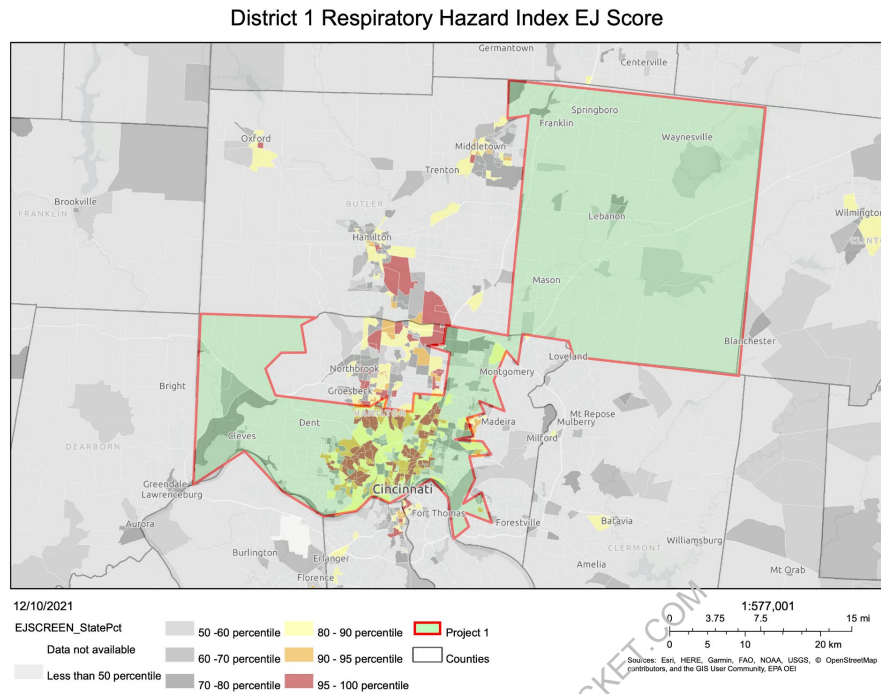 District 1 Respiratory Hazard Index EJ Score
Germantown
Centerville
Springboro
Franklin
Waynesville
Oxford
Middletown
Trenton
Brookville
FRANKLIN
BUTLER
Lebanon
Wilmington
Hamilton
Mason
Blanchester
Loveland
Northbrook
Montgomery
Bright
Groesbeck
Dent
Cleves
Madeira
Mt Repose
Mulberry
Milford
DEARBORN
Greendale
Lawrenceburg
Cincinnati
Fort Thomas
Forestville
Batavia
Aurora
CLERMONT
Williamsburg
Burlington
Erlanger
Florence
Amelia
Mt Orab
12/10/2021
EJSCREEN_StatePct
Data not available
Less than 50 percentile
50 -60 percentile
60 -70 percentile
70 -80 percentile
80 - 90 percentile
90 - 95 percentile
95 - 100 percentile
Project 1
Counties
1:577,001
0 3.75 7.5 15 mi
0 5 10 20 km
Sources: Esri, HERE, Garmin, FAO, NOAA, USGS, © OpenStreetMap
contributors, and the GIS User Community, EPA OEI
CKET.COM